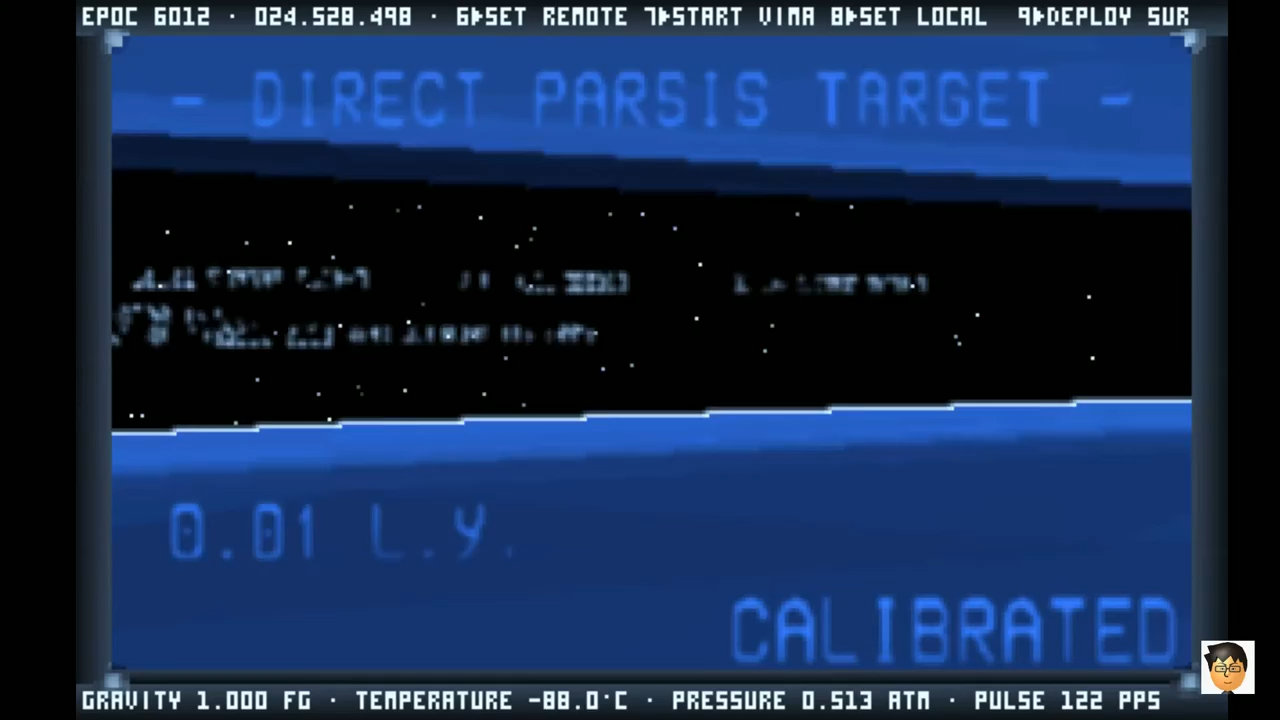 EPOC 6012 · 024.528.498 · 6▸SET REMOTE 7▸START VIMA 8▸SET LOCAL 9▸DEPLOY SUR
- DIRECT PARSIS TARGET -
0.01 L.Y.
CALIBRATED
GRAVITY 1.000 FG · TEMPERATURE -88.0°C · PRESSURE 0.513 ATM · PULSE 122 PPS